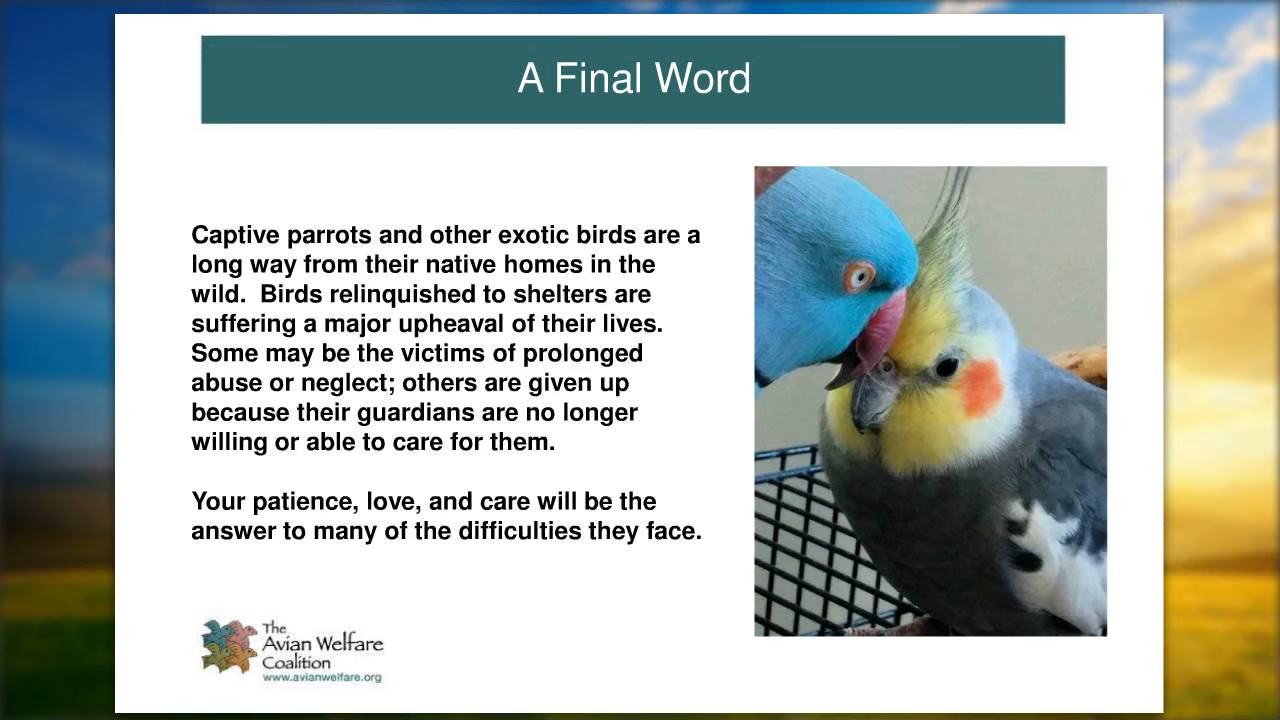 A Final Word
Captive parrots and other exotic birds are a
long way from their native homes in the
wild.  Birds relinquished to shelters are
suffering a major upheaval of their lives.
Some may be the victims of prolonged
abuse or neglect; others are given up
because their guardians are no longer
willing or able to care for them.
Your patience, love, and care will be the
answer to many of the difficulties they face.
The
Avian Welfare
Coalition
www.avianwelfare.org